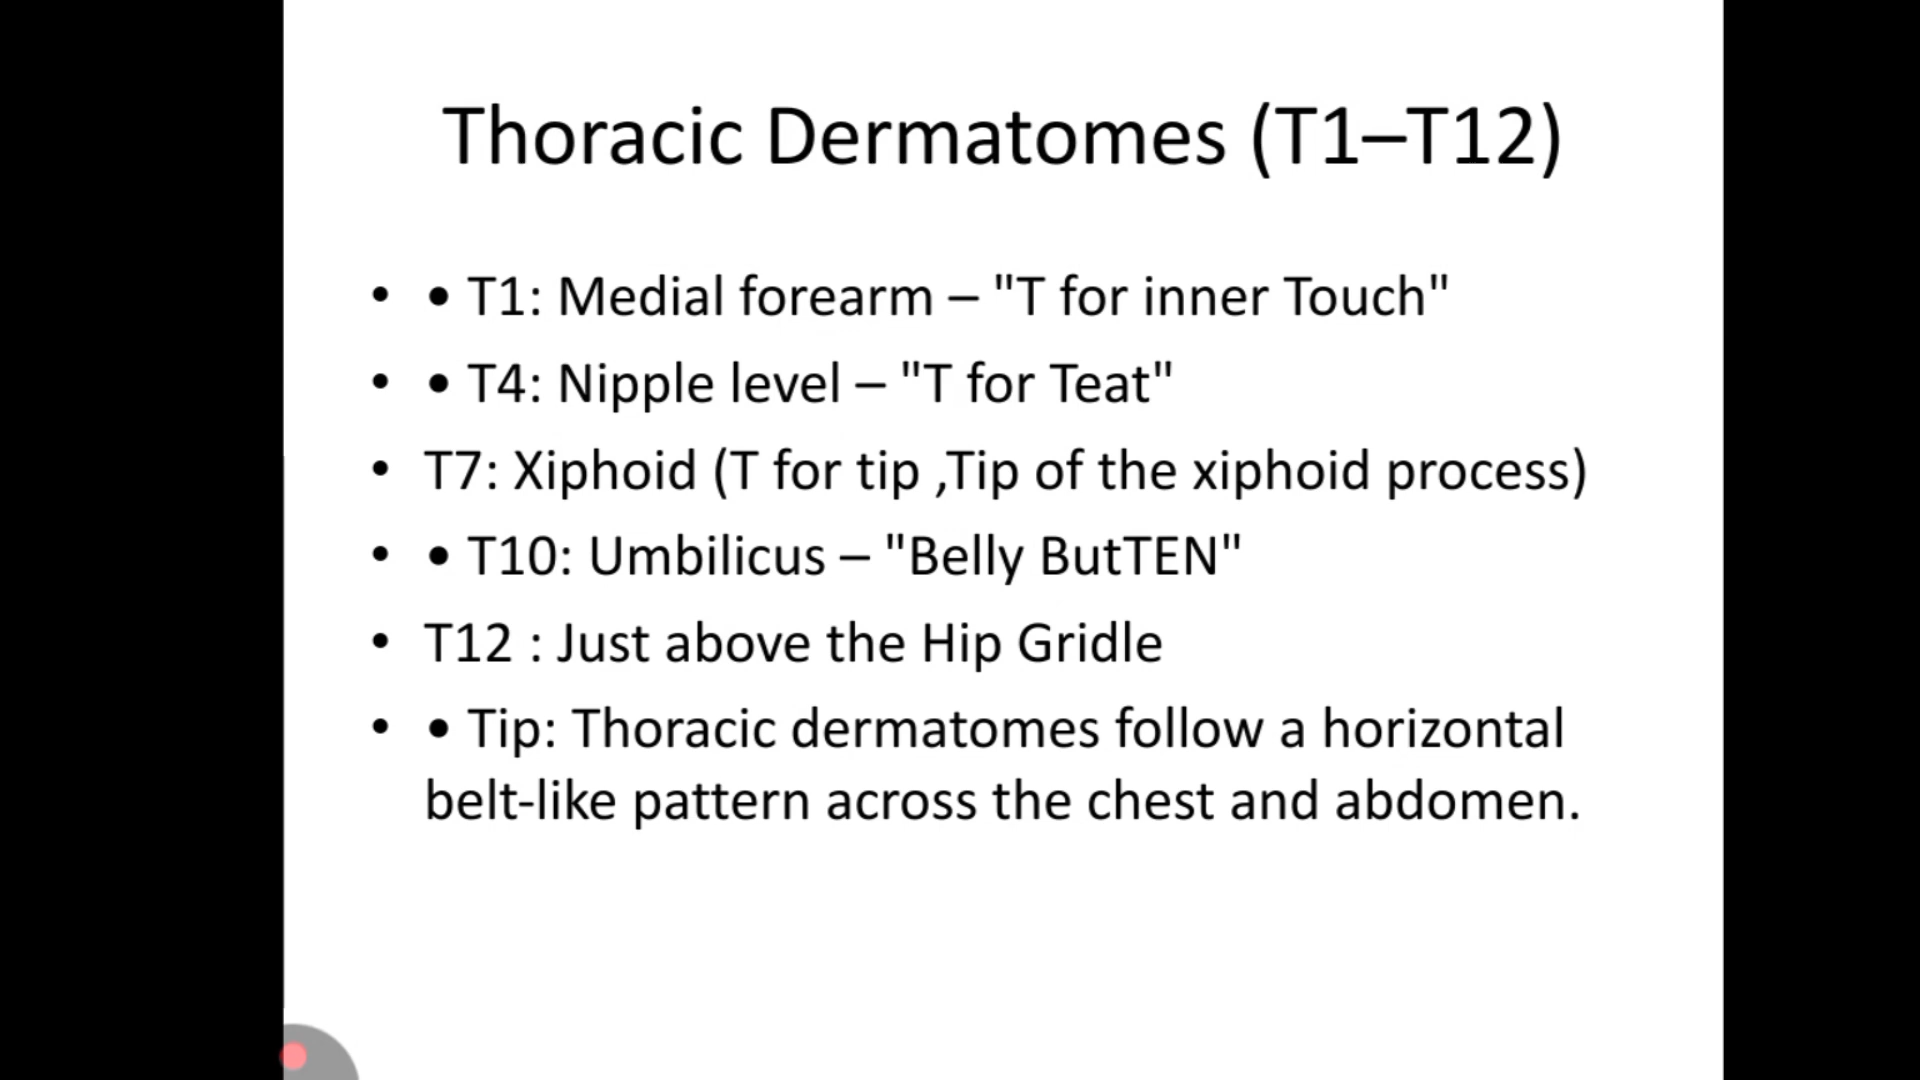 Thoracic Dermatomes (T1–T12)
• • T1: Medial forearm – "T for inner Touch"
• • T4: Nipple level – "T for Teat"
• T7: Xiphoid (T for tip ,Tip of the xiphoid process)
• • T10: Umbilicus – "Belly ButTEN"
• T12 : Just above the Hip Gridle
• • Tip: Thoracic dermatomes follow a horizontal
belt-like pattern across the chest and abdomen.